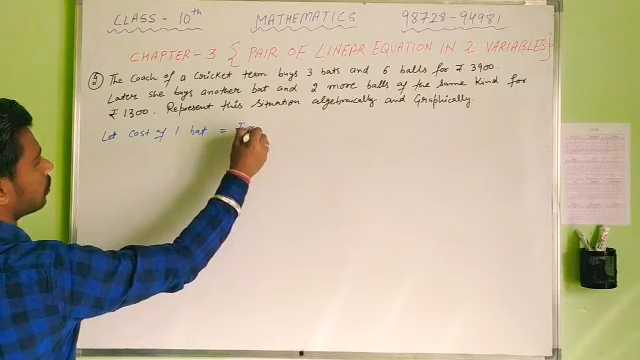 CLASS - 10th MATHEMATICS 98728-94981
CHAPTER-3 { PAIR OF LINEAR EQUATION IN 2 VARIABLES}
5 The Coach of a Cricket team buys 3 bats and 6 balls for ₹ 3900.
Later she buys another bat and 2 more balls of the same kind for
₹ 1300. Represent this situation algebraically and Graphically.
Let cost of 1 bat = ₹